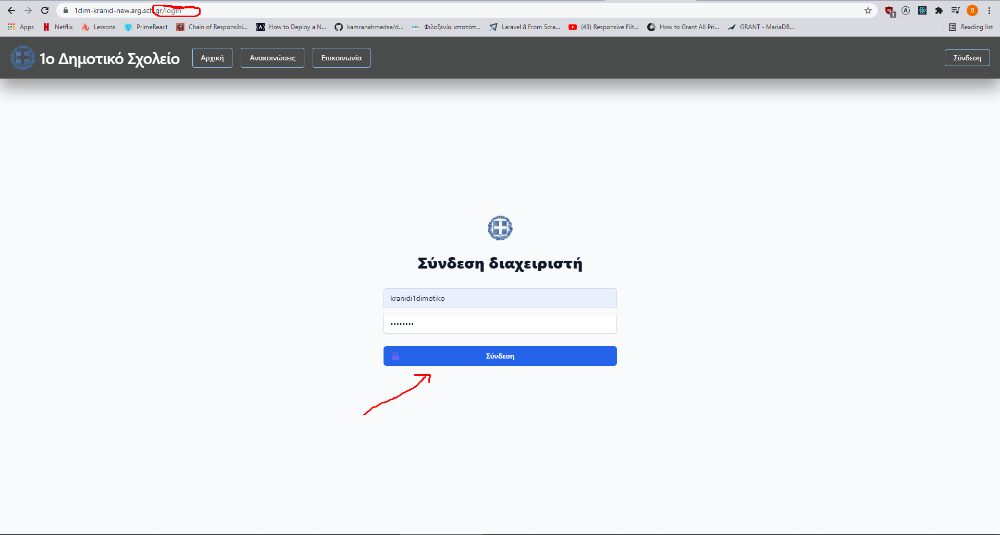 1dim-kranid-new.arg.sch.gr/login
1
g
Apps
Netflix
Lessons
PrimeReact
Chain of Responsibi...
How to Deploy a N...
kamranahmedse/d...
Φιλοξενία ιστοτόπ...
Laravel 8 From Scra...
(43) Responsive Filt...
How to Grant All Pri...
GRANT - MariaDB...
Reading list
1ο Δημοτικό Σχολείο
Αρχική
Ανακοινώσεις
Επικοινωνία
Σύνδεση
Σύνδεση διαχειριστή
kranidi1dimotiko
••••••••
Σύνδεση